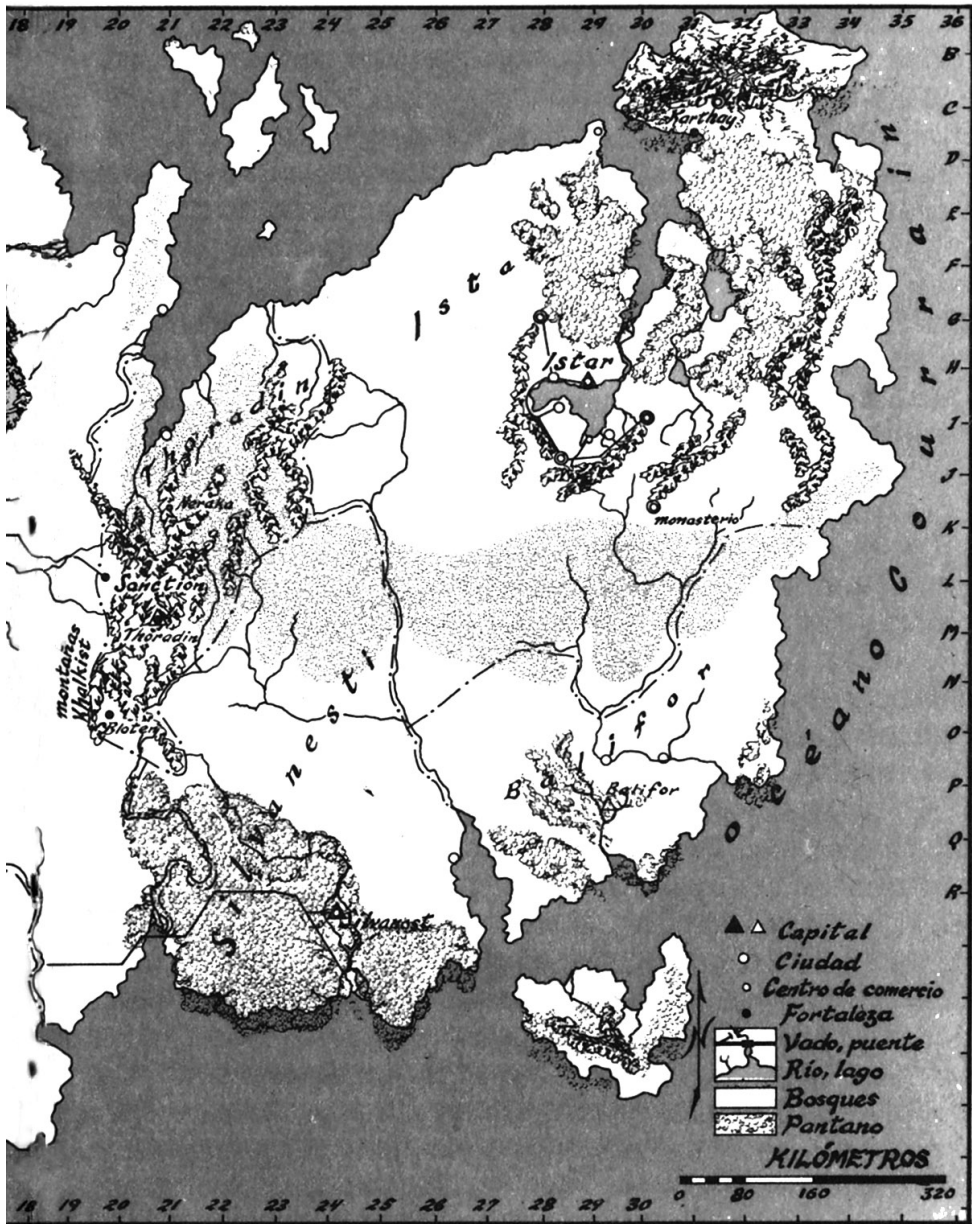 18 19 20 21 22 23 24 25 26 27 28 29 30 31 32 33 34 35 36
B
C
D
E
F
G
H
I
J
K
L
M
N
O
P
Q
R
Karthay
Istar
Istar
Thoradin
Neraka
monasterio
Sanction
Thoradin
montañas
Khalkist
Bloten
Silvanesti
Balifor
Balifor
Silvanost
Océano Courrain
Capital
Ciudad
Centro de comercio
Fortaleza
Vado, puente
Río, lago
Bosques
Pantano
N
KILÓMETROS
0 80 160 320
18 19 20 21 22 23 24 25 26 27 28 29 30